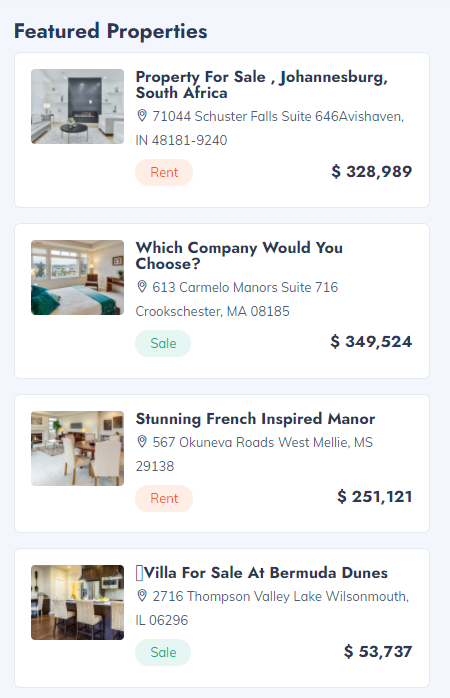 Featured Properties
Property For Sale , Johannesburg,
South Africa
71044 Schuster Falls Suite 646Avishaven,
IN 48181-9240
Rent
$ 328,989
Which Company Would You
Choose?
613 Carmelo Manors Suite 716
Crookschester, MA 08185
Sale
$ 349,524
Stunning French Inspired Manor
567 Okuneva Roads West Mellie, MS
29138
Rent
$ 251,121
Villa For Sale At Bermuda Dunes
2716 Thompson Valley Lake Wilsonmouth,
IL 06296
Sale
$ 53,737